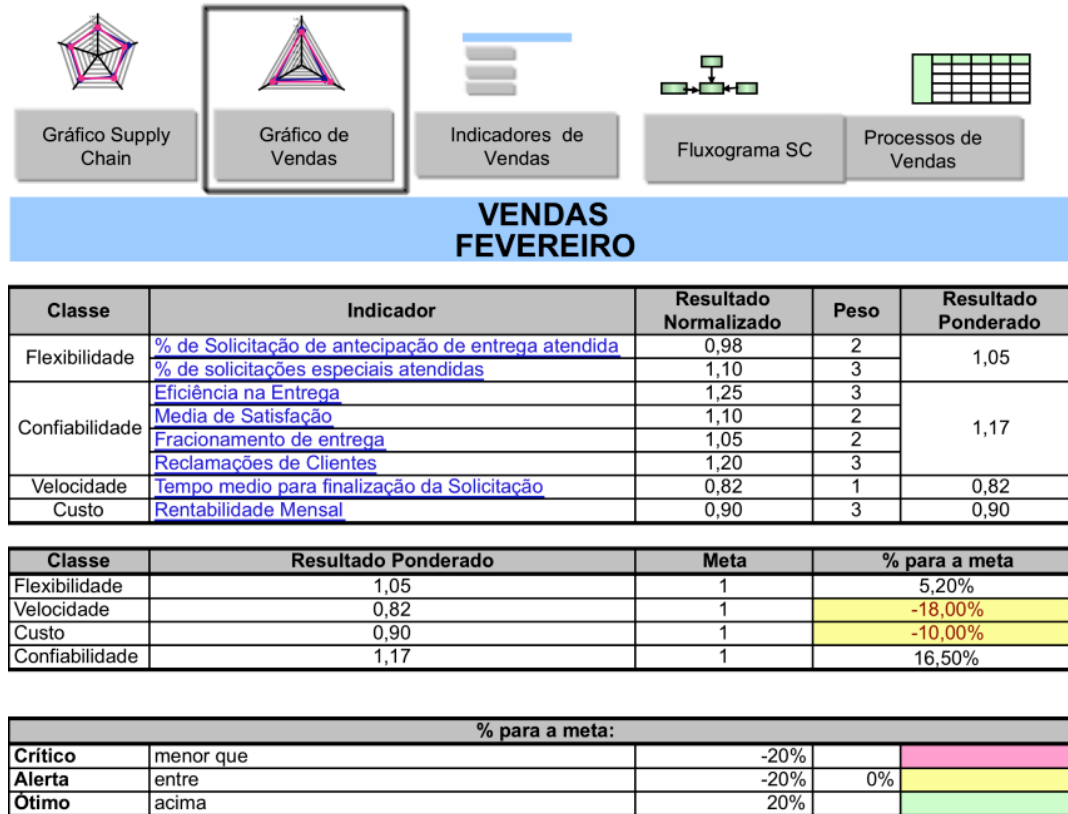 Gráfico Supply
Chain
Gráfico de
Vendas
Indicadores de
Vendas
Fluxograma SC
Processos de
Vendas
VENDAS
FEVEREIRO
Classe Indicador Resultado Normalizado Peso Resultado Ponderado
Flexibilidade % de Solicitação de antecipação de entrega atendida 0,98 2 1,05
% de solicitações especiais atendidas 1,10 3
Confiabilidade Eficiência na Entrega 1,25 3 1,17
Media de Satisfação 1,10 2
Fracionamento de entrega 1,05 2
Reclamações de Clientes 1,20 3
Velocidade Tempo medio para finalização da Solicitação 0,82 1 0,82
Custo Rentabilidade Mensal 0,90 3 0,90
Classe Resultado Ponderado Meta % para a meta
Flexibilidade 1,05 1 5,20%
Velocidade 0,82 1 -18,00%
Custo 0,90 1 -10,00%
Confiabilidade 1,17 1 16,50%
% para a meta:
Crítico menor que -20%
Alerta entre -20% 0%
Ótimo acima 20%